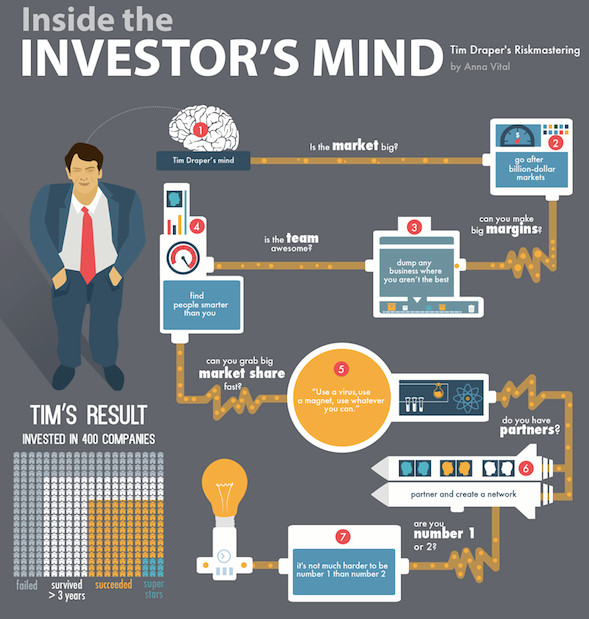 Inside the
INVESTOR'S MIND
Tim Draper's Riskmastering
by Anna Vital
1
Tim Draper's mind
Is the market big?
2
go after
billion-dollar
markets
can you make
big margins?
3
dump any
business where
you aren't the best
is the team
awesome?
4
find
people smarter
than you
can you grab big
market share
fast?
5
"Use a virus,use
a magnet, use whatever
you can."
do you have
partners?
6
partner and create a network
are you
number 1
or 2?
7
it's not much harder to be
number 1 than number 2
TIM'S RESULT
INVESTED IN 400 COMPANIES
failed
survived
> 3 years
succeeded
super
stars